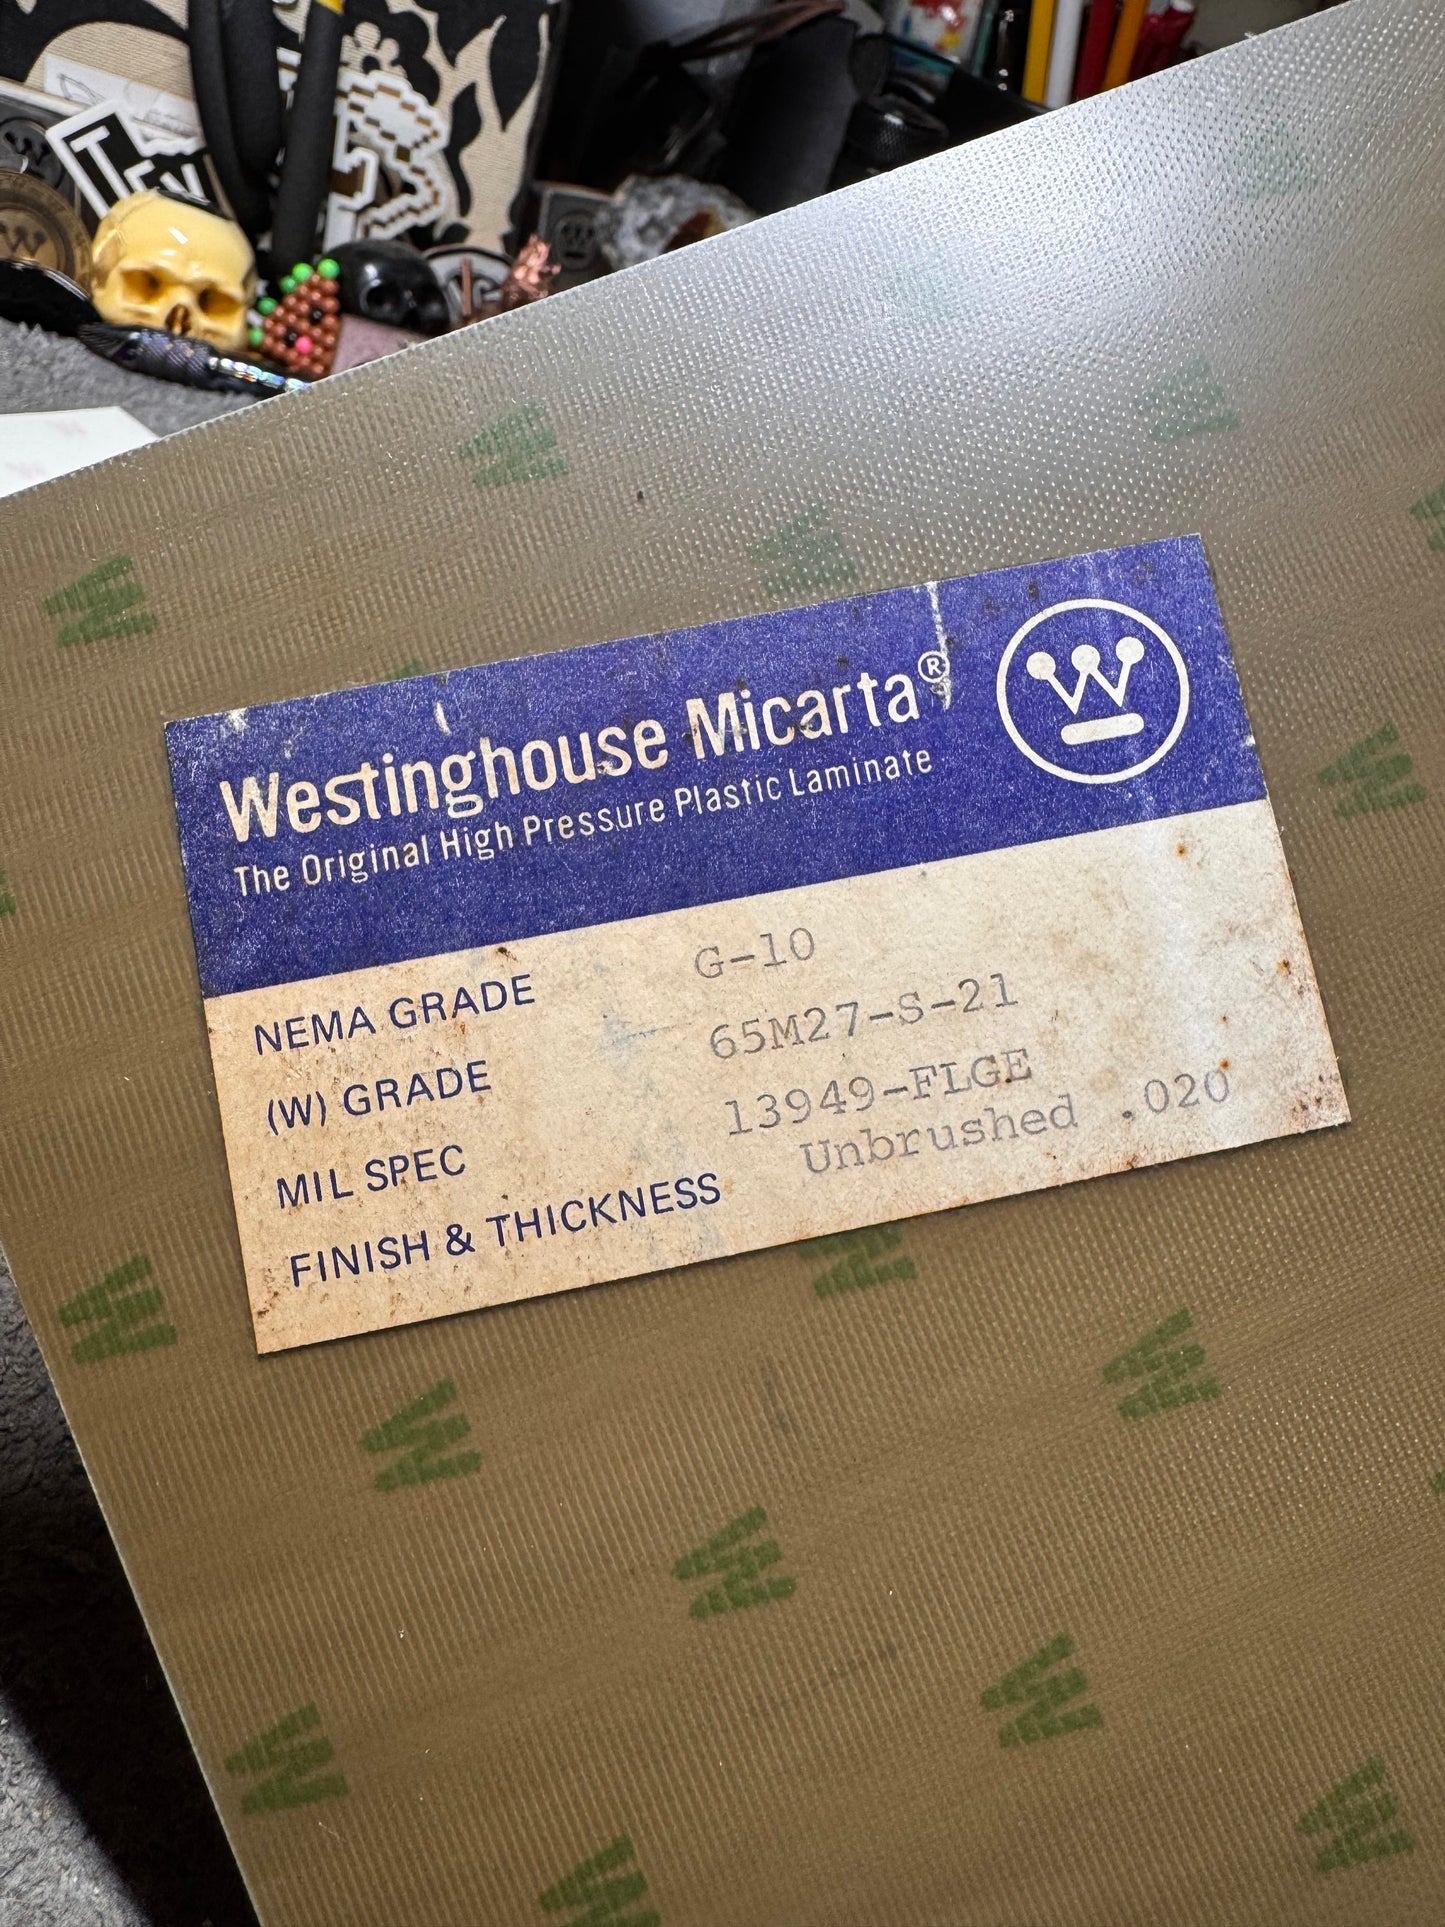 Westinghouse Micarta®
The Original High Pressure Plastic Laminate
W
NEMA GRADE G-10
(W) GRADE 65M27-S-21
MIL SPEC 13949-FLGE
FINISH & THICKNESS Unbrushed .020
W
W
W
W
W
W
W
W
W
W
W
W
W
W